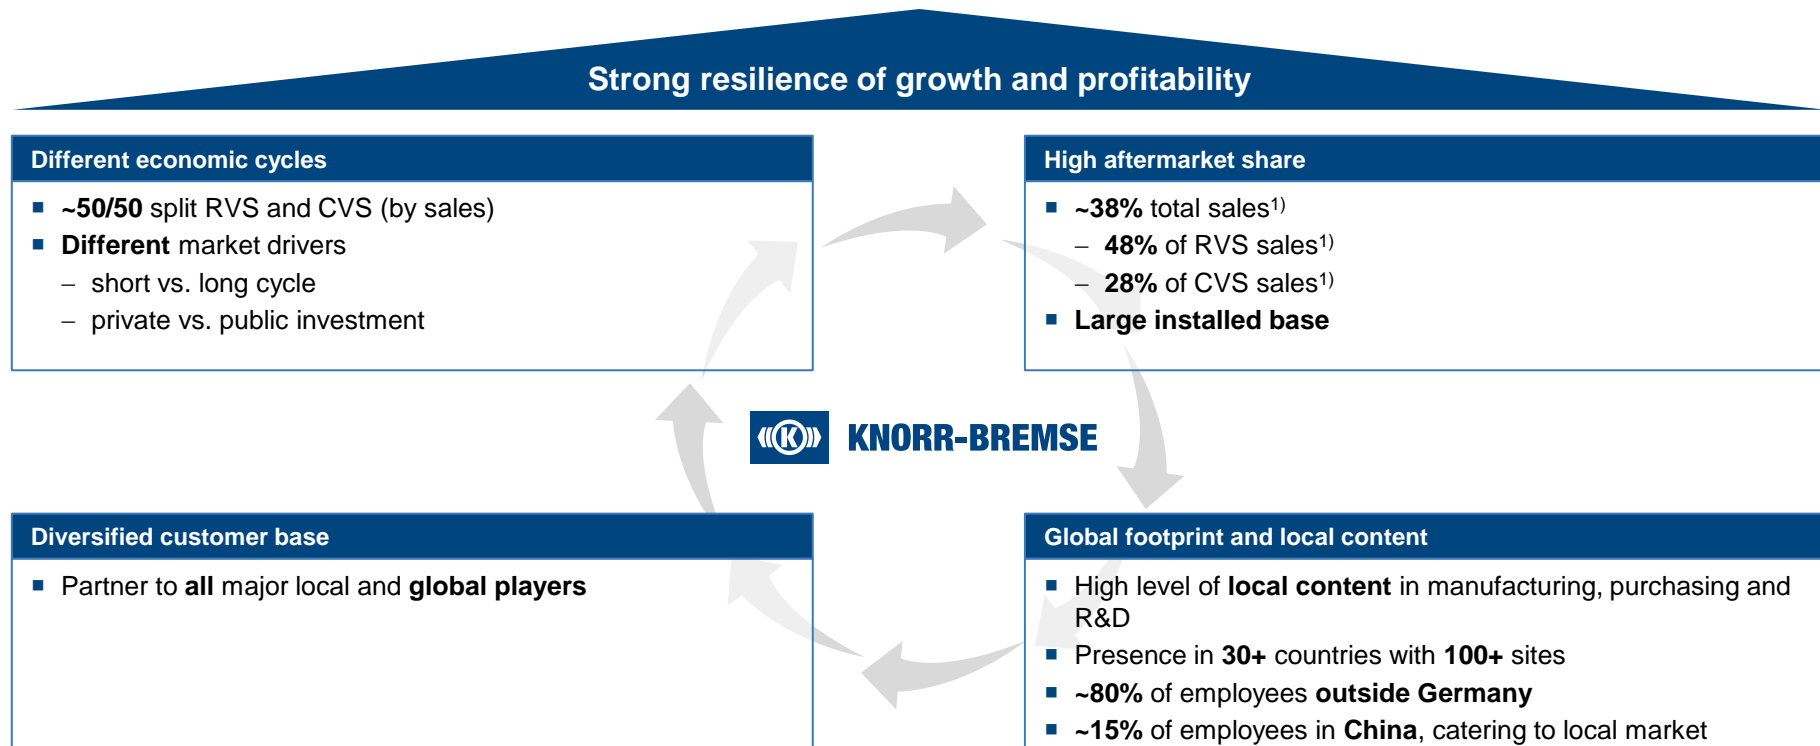 Strong resilience of growth and profitability
Different economic cycles
▪ ~50/50 split RVS and CVS (by sales)
▪ Different market drivers
– short vs. long cycle
– private vs. public investment
High aftermarket share
▪ ~38% total sales1)
– 48% of RVS sales1)
– 28% of CVS sales1)
▪ Large installed base
K KNORR-BREMSE
Diversified customer base
▪ Partner to all major local and global players
Global footprint and local content
▪ High level of local content in manufacturing, purchasing and
R&D
▪ Presence in 30+ countries with 100+ sites
▪ ~80% of employees outside Germany
▪ ~15% of employees in China, catering to local market